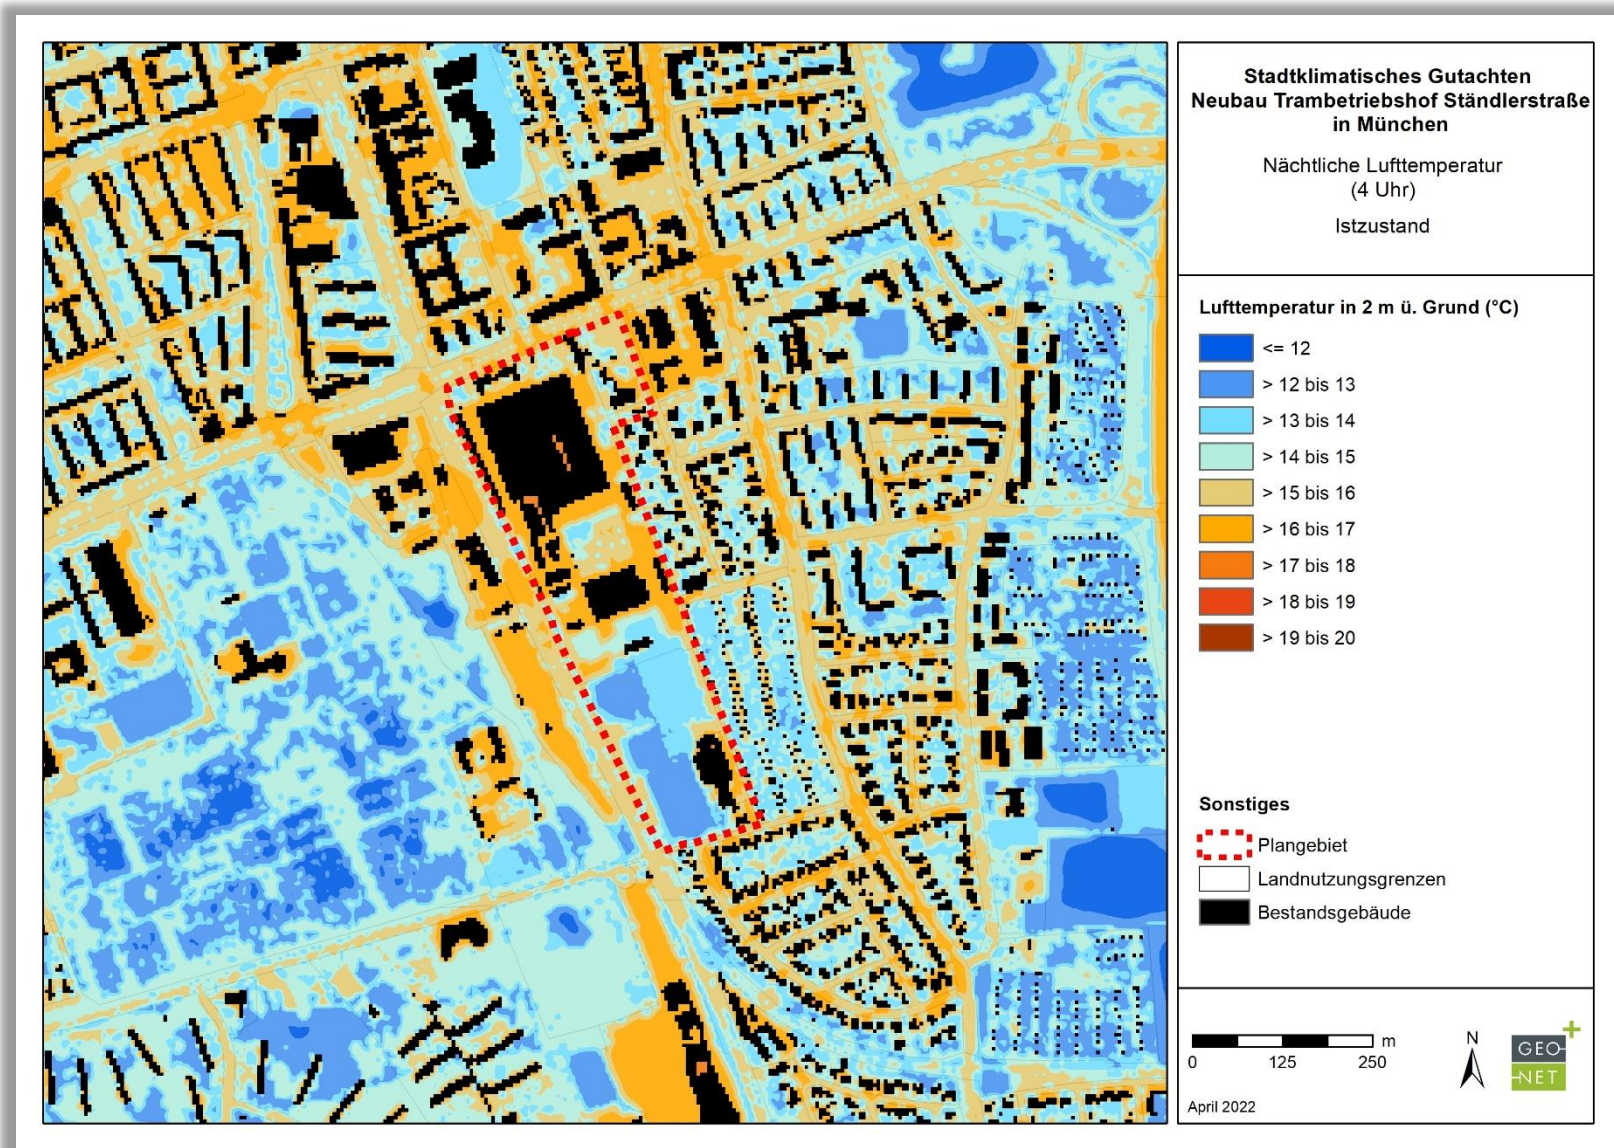 Stadtklimatisches Gutachten
Neubau Trambetriebshof Ständlerstraße
in München
Nächtliche Lufttemperatur
(4 Uhr)
Istzustand
Lufttemperatur in 2 m ü. Grund (°C)
<= 12
> 12 bis 13
> 13 bis 14
> 14 bis 15
> 15 bis 16
> 16 bis 17
> 17 bis 18
> 18 bis 19
> 19 bis 20
Sonstiges
Plangebiet
Landnutzungsgrenzen
Bestandsgebäude
m
0 125 250
N
GEO
NET
April 2022